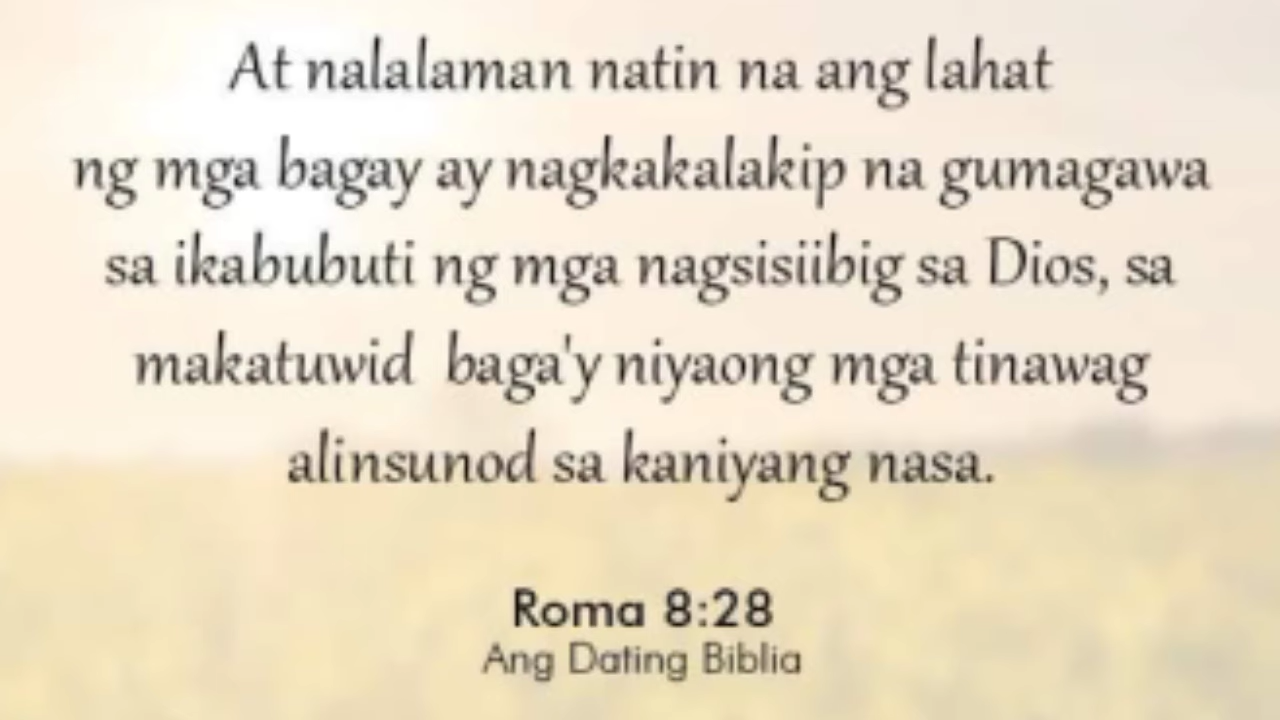 At nalalaman natin na ang lahat
ng mga bagay ay nagkakalakip na gumagawa
sa ikabubuti ng mga nagsisiibig sa Dios, sa
makatuwid baga'y niyaong mga tinawag
alinsunod sa kaniyang nasa.
Roma 8:28
Ang Dating Biblia